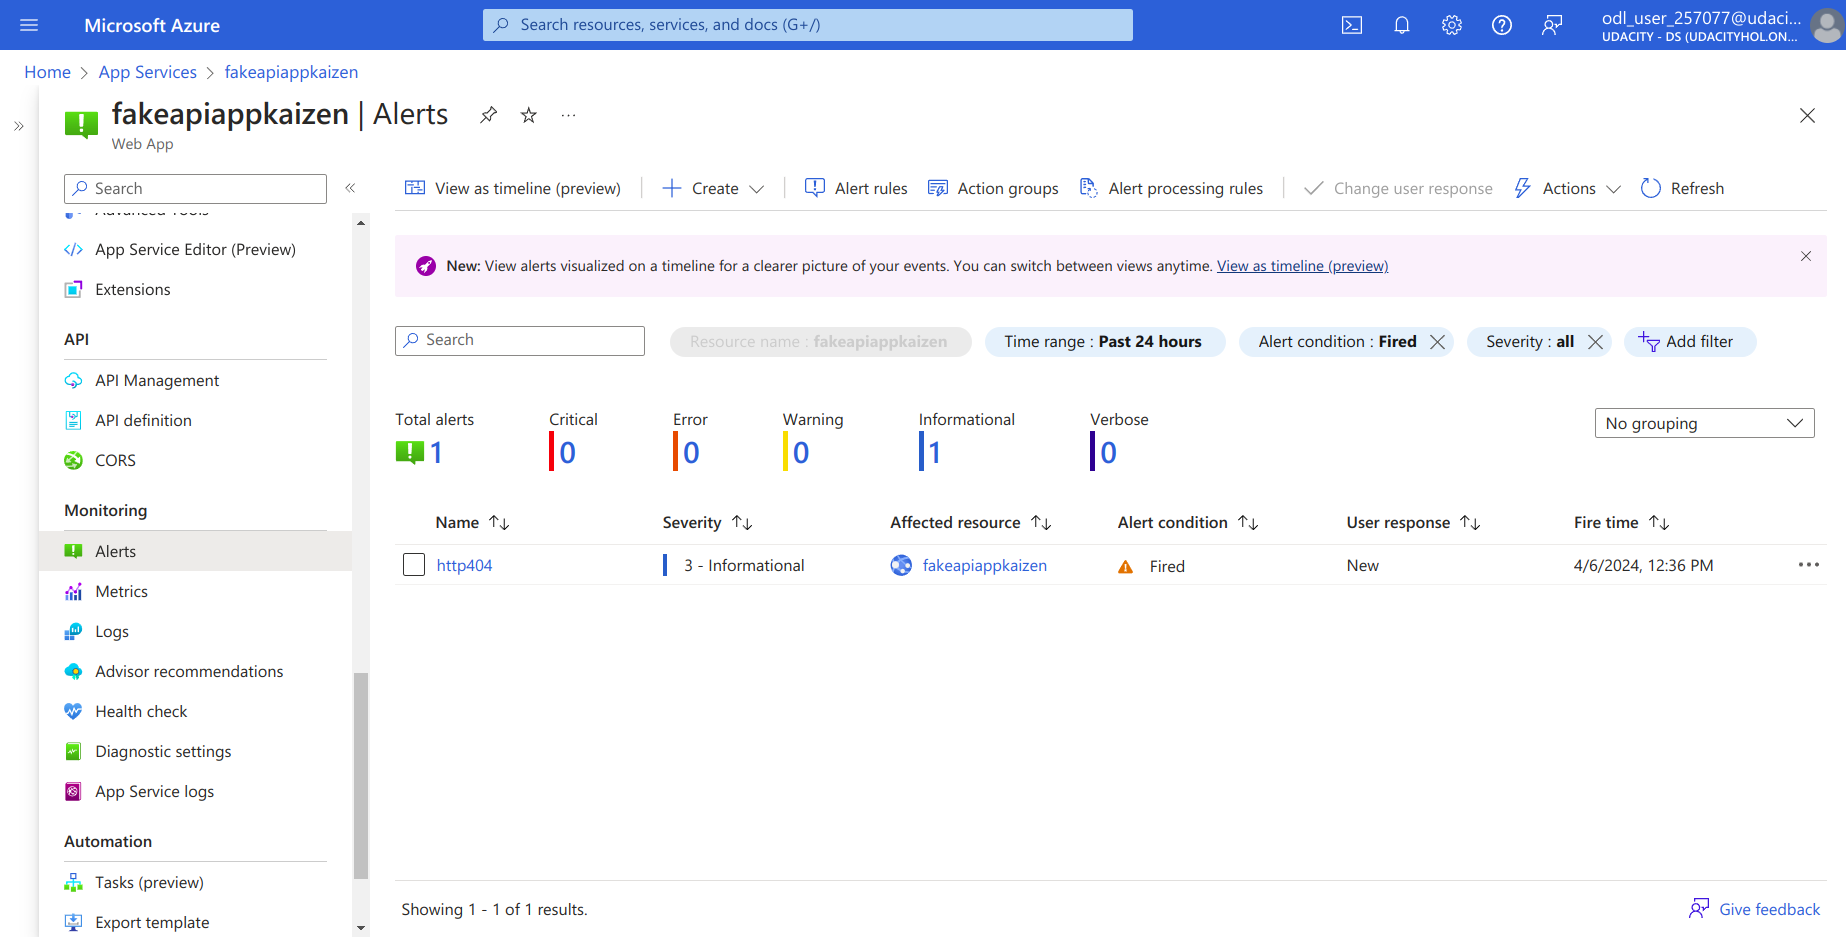 Microsoft Azure
Search resources, services, and docs (G+/)
odl_user_257077@udaci...
UDACITY - DS (UDACITYHOL.ON...
Home > App Services > fakeapiappkaizen
fakeapiappkaizen | Alerts
Web App
Search
Advanced Tools
App Service Editor (Preview)
Extensions
API
API Management
API definition
CORS
Monitoring
Alerts
Metrics
Logs
Advisor recommendations
Health check
Diagnostic settings
App Service logs
Automation
Tasks (preview)
Export template
View as timeline (preview) Create Alert rules Action groups Alert processing rules Change user response Actions Refresh
New: View alerts visualized on a timeline for a clearer picture of your events. You can switch between views anytime. View as timeline (preview)
Search Resource name : fakeapiappkaizen Time range : Past 24 hours Alert condition : Fired Severity : all Add filter
Total alerts Critical Error Warning Informational Verbose
1 0 0 0 1 0
No grouping
Name Severity Affected resource Alert condition User response Fire time
http404 3 - Informational fakeapiappkaizen Fired New 4/6/2024, 12:36 PM
Showing 1 - 1 of 1 results.
Give feedback